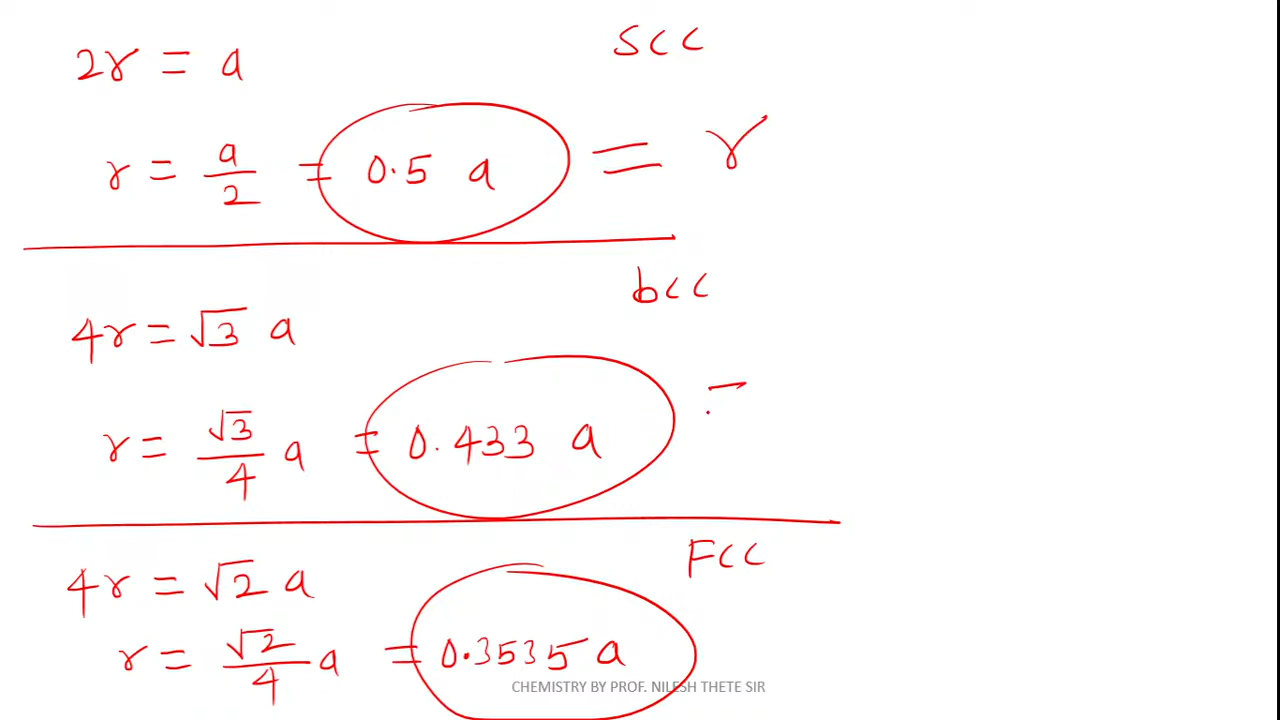 scc
2r = a
r = a/2 = 0.5 a = r
bcc
4r = √3 a
r = √3/4 a = 0.433 a =
Fcc
4r = √2 a
r = √2/4 a = 0.3535 a
CHEMISTRY BY PROF. NILESH THETE SIR